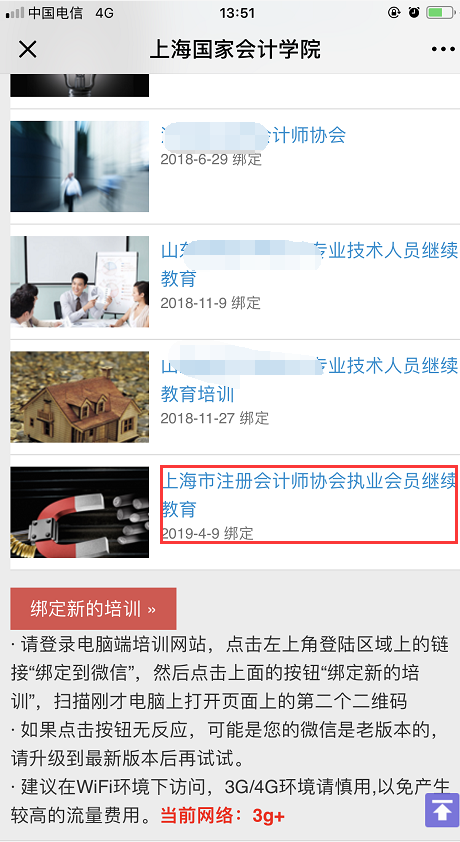 中国电信 4G 13:51
上海国家会计学院
计师协会
2018-6-29 绑定
专业技术人员继续
教育
2018-11-9 绑定
专业技术人员继续
教育培训
2018-11-27 绑定
上海市注册会计师协会执业会员继续
教育
2019-4-9 绑定
绑定新的培训 »
· 请登录电脑端培训网站，点击左上角登陆区域上的链
接“绑定到微信”，然后点击上面的按钮“绑定新的培
训”，扫描刚才电脑上打开页面上的第二个二维码
· 如果点击按钮无反应，可能是您的微信是老版本的，
请升级到最新版本后再试试。
· 建议在WiFi环境下访问，3G/4G环境请慎用,以免产生
较高的流量费用。当前网络：3g+